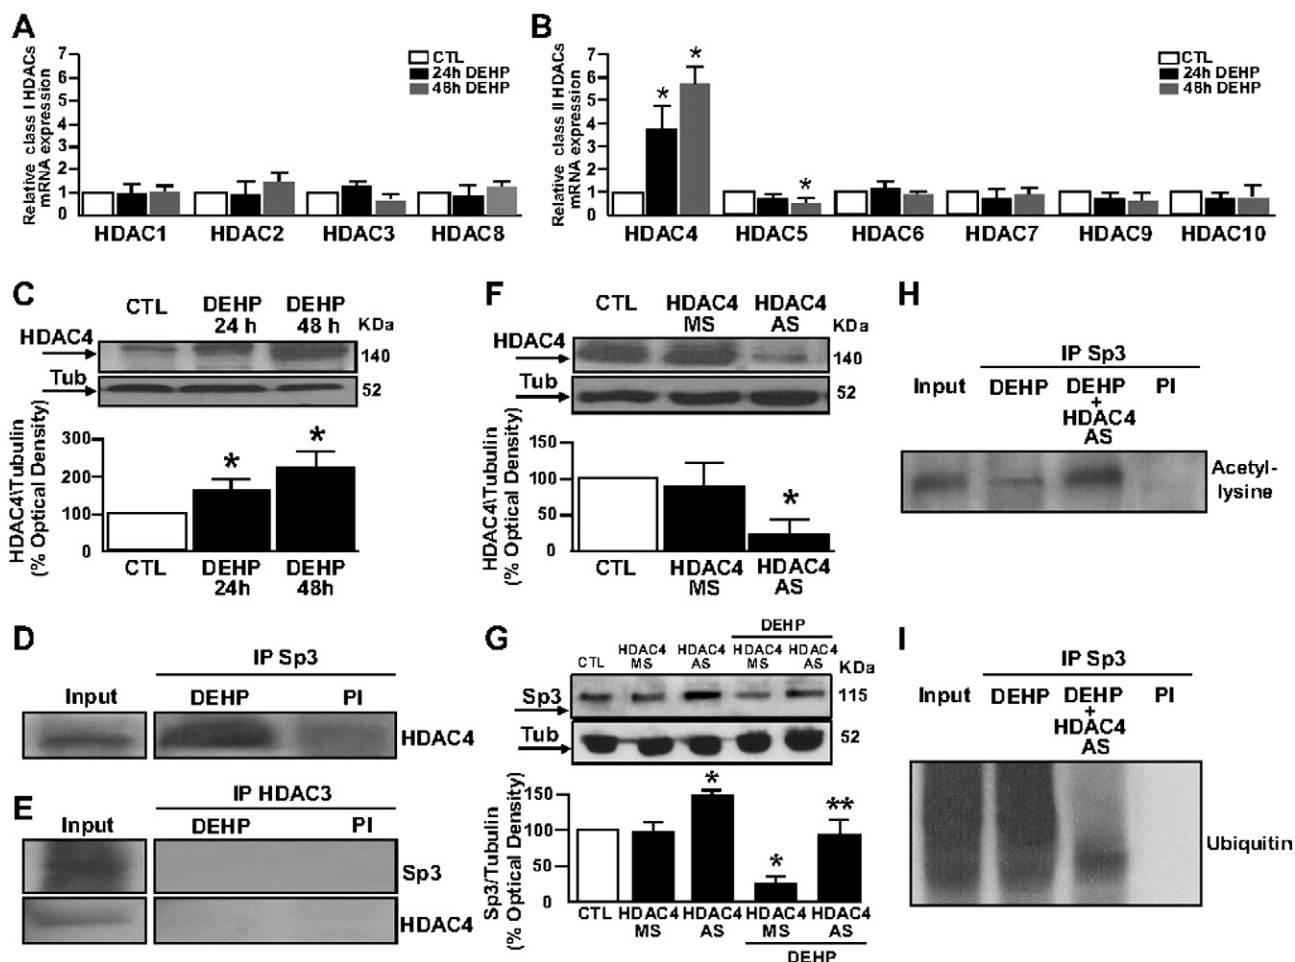 A
Relative class I HDACs
mRNA expression
7
6
5
4
3
2
1
0
CTL
24h DEHP
48h DEHP
HDAC1 HDAC2 HDAC3 HDAC8
B
Relative class II HDACs
mRNA expression
7
6
5
4
3
2
1
0
* *
*
CTL
24h DEHP
48h DEHP
HDAC4 HDAC5 HDAC6 HDAC7 HDAC9 HDAC10
C
CTL DEHP 24 h DEHP 48 h KDa
HDAC4 140
Tub 52
HDAC4\Tubulin
(% Optical Density)
300
200
100
0
* *
CTL DEHP 24h DEHP 48h
D
IP Sp3
Input DEHP PI
HDAC4
E
IP HDAC3
Input DEHP PI
Sp3
HDAC4
F
CTL HDAC4 MS HDAC4 AS KDa
HDAC4 140
Tub 52
HDAC4\Tubulin
(% Optical Density)
150
100
50
0
*
CTL HDAC4 MS HDAC4 AS
G
DEHP
CTL HDAC4 MS HDAC4 AS HDAC4 MS HDAC4 AS KDa
Sp3 115
Tub 52
Sp3/Tubulin
(% Optical Density)
150
100
50
0
* * **
CTL HDAC4 MS HDAC4 AS HDAC4 MS HDAC4 AS
DEHP
H
IP Sp3
Input DEHP DEHP + HDAC4 AS PI
Acetyl-
lysine
I
IP Sp3
Input DEHP DEHP + HDAC4 AS PI
Ubiquitin